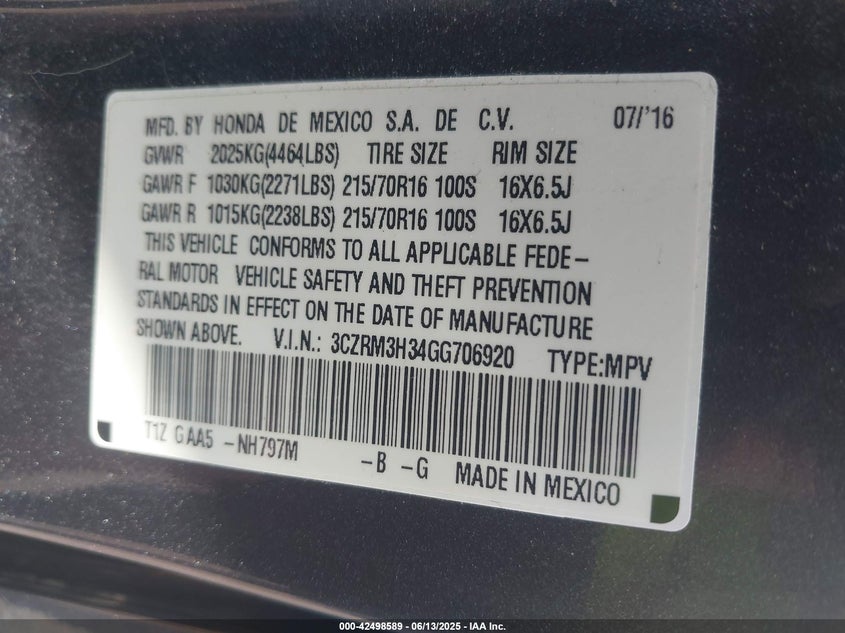 MFD. BY HONDA DE MEXICO S.A. DE C.V. 07/'16
GVWR 2025KG(4464LBS) TIRE SIZE RIM SIZE
GAWR F 1030KG(2271LBS) 215/70R16 100S 16X6.5J
GAWR R 1015KG(2238LBS) 215/70R16 100S 16X6.5J
THIS VEHICLE CONFORMS TO ALL APPLICABLE FEDE-
RAL MOTOR VEHICLE SAFETY AND THEFT PREVENTION
STANDARDS IN EFFECT ON THE DATE OF MANUFACTURE
SHOWN ABOVE. V.I.N.: 3CZRM3H34GG706920 TYPE:MPV
T1Z GAA5 -NH797M -B -G MADE IN MEXICO
000-42498589 - 06/13/2025 - IAA Inc.